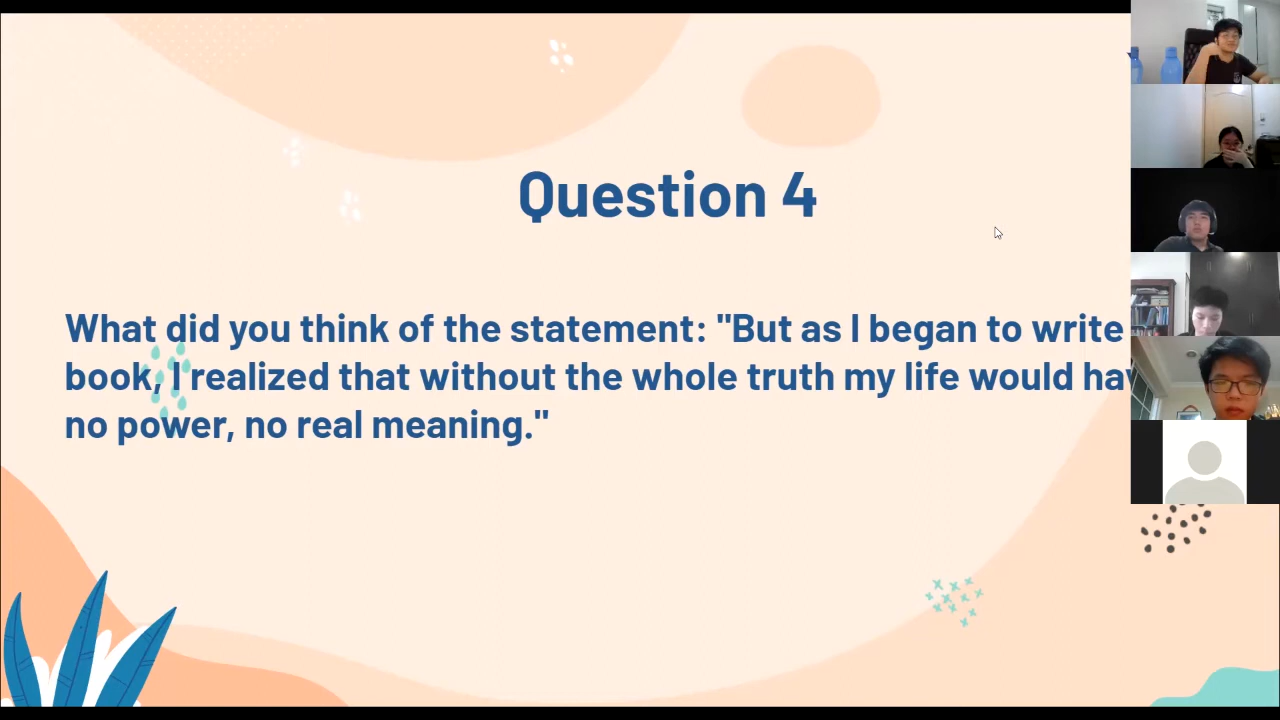 Question 4
What did you think of the statement: "But as I began to write
book, I realized that without the whole truth my life would hav
no power, no real meaning."